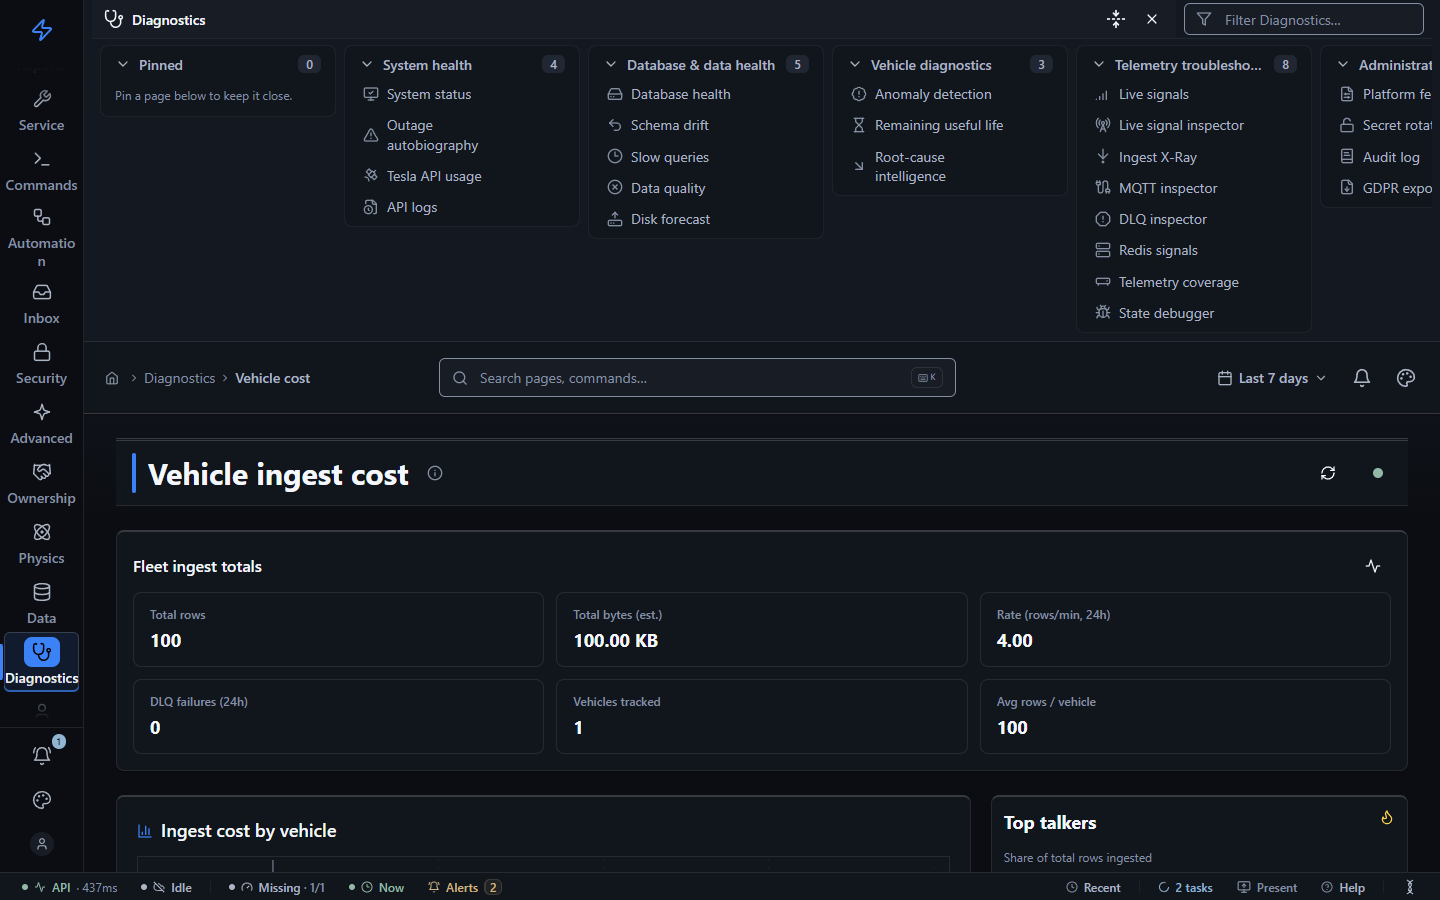 Diagnostics
Filter Diagnostics...
Pinned 0
Pin a page below to keep it close.
System health 4
System status
Outage
autobiography
Tesla API usage
API logs
Database & data health 5
Database health
Schema drift
Slow queries
Data quality
Disk forecast
Vehicle diagnostics 3
Anomaly detection
Remaining useful life
Root-cause
intelligence
Telemetry troublesho... 8
Live signals
Live signal inspector
Ingest X-Ray
MQTT inspector
DLQ inspector
Redis signals
Telemetry coverage
State debugger
Administrat
Platform fe
Secret rotat
Audit log
GDPR expo
Service
Commands
Automatio
n
Inbox
Security
Advanced
Ownership
Physics
Data
Diagnostics
1
Diagnostics
Vehicle cost
Search pages, commands...
K
Last 7 days
Vehicle ingest cost
Fleet ingest totals
Total rows
100
Total bytes (est.)
100.00 KB
Rate (rows/min, 24h)
4.00
DLQ failures (24h)
0
Vehicles tracked
1
Avg rows / vehicle
100
Ingest cost by vehicle
Top talkers
Share of total rows ingested
API · 437ms
Idle
Missing · 1/1
Now
Alerts 2
Recent
2 tasks
Present
Help